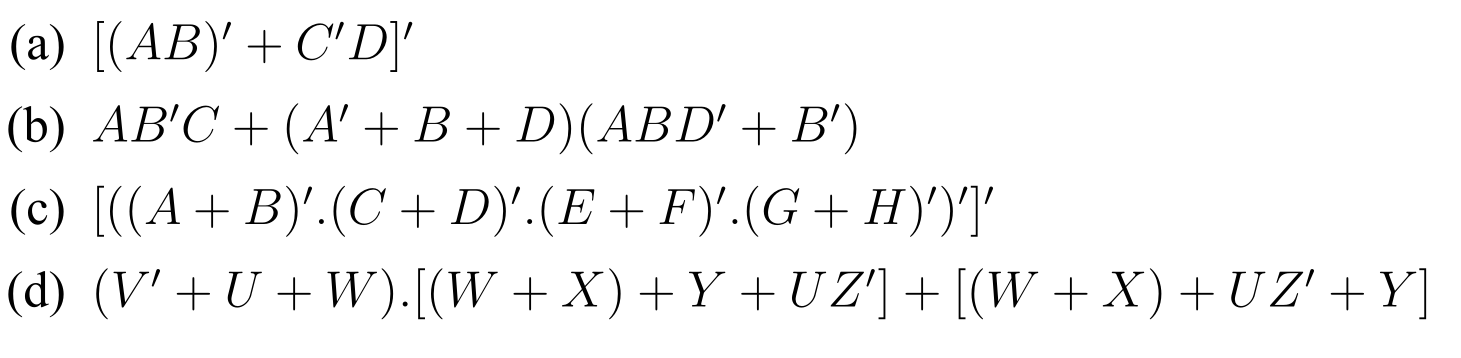 (a) [(AB)′ + C′D]′
(b) AB′C + (A′ + B + D)(ABD′ + B′)
(c) [((A + B)′.(C + D)′.(E + F)′.(G + H)′)′]′
(d) (V′ + U + W).[(W + X) + Y + UZ′] + [(W + X) + UZ′ + Y]